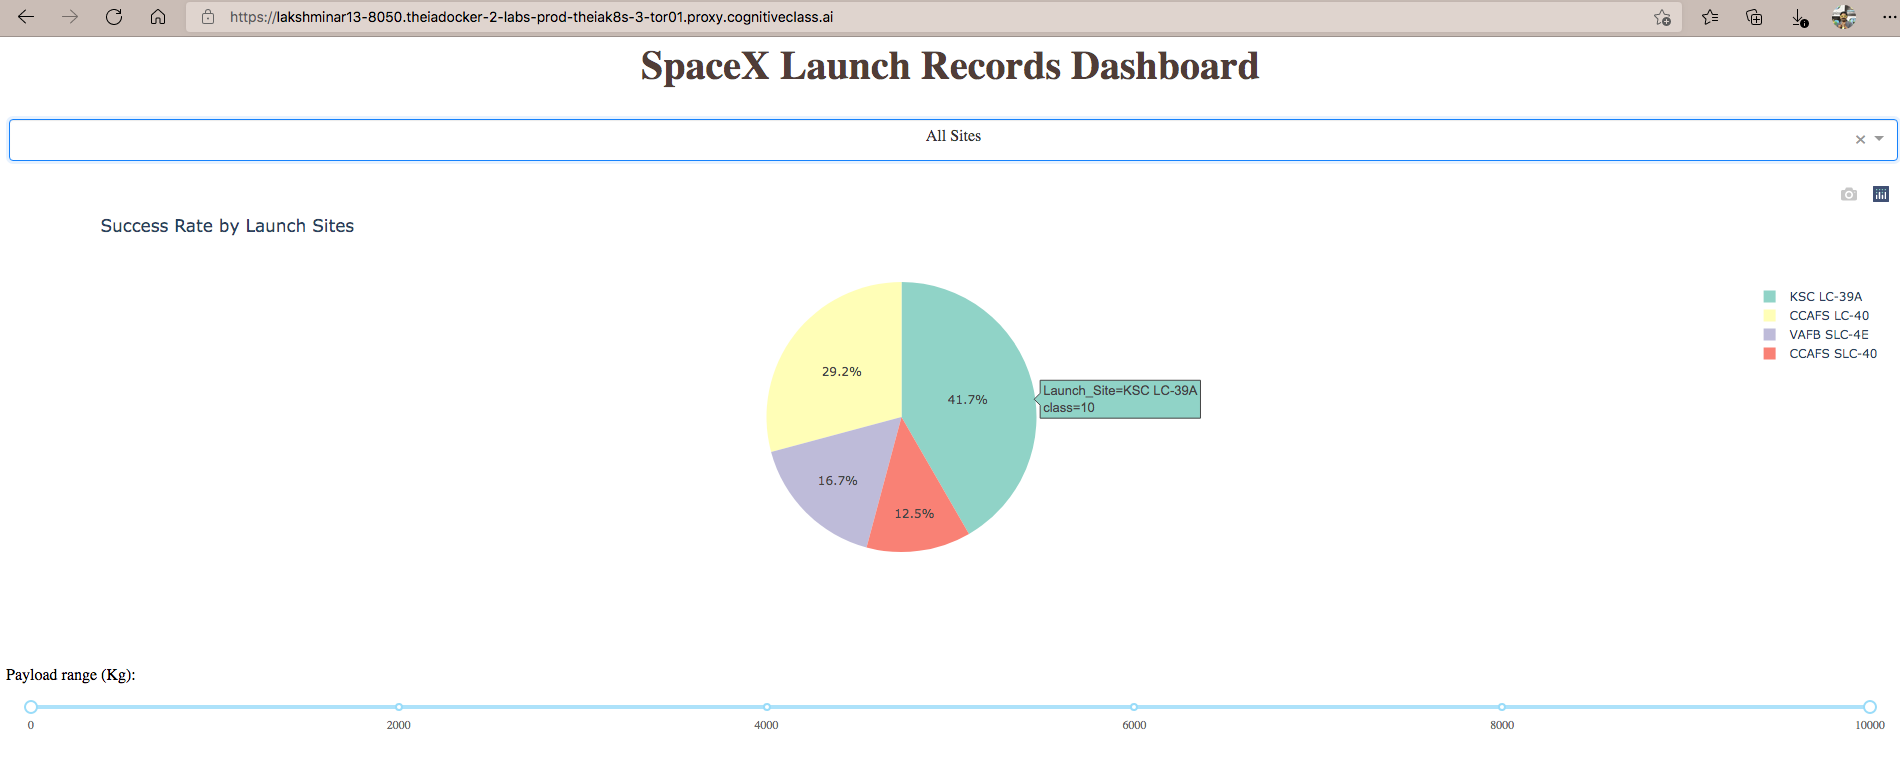 https://lakshminar13-8050.theiadocker-2-labs-prod-theiak8s-3-tor01.proxy.cognitiveclass.ai
SpaceX Launch Records Dashboard
All Sites
Success Rate by Launch Sites
KSC LC-39A
CCAFS LC-40
VAFB SLC-4E
CCAFS SLC-40
29.2%
41.7%
Launch_Site=KSC LC-39A
class=10
16.7%
12.5%
Payload range (Kg):
0 2000 4000 6000 8000 10000